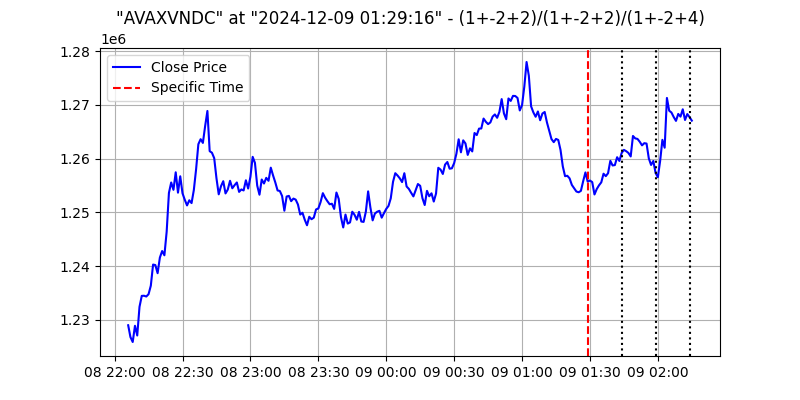 "AVAXVNDC" at "2024-12-09 01:29:16" - (1+-2+2)/(1+-2+2)/(1+-2+4)
1e6
1.28
1.27
1.26
1.25
1.24
1.23
Close Price
Specific Time
08 22:00 08 22:30 08 23:00 08 23:30 09 00:00 09 00:30 09 01:00 09 01:30 09 02:00